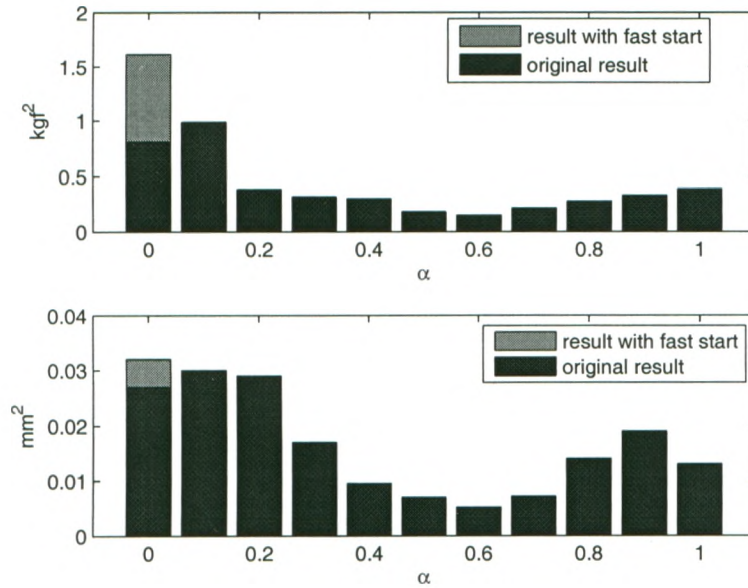 2
1.5
1
0.5
0
kgf²
result with fast start
original result
0 0.2 0.4 0.6 0.8 1
α
0.04
0.03
0.02
0.01
0
mm²
result with fast start
original result
0 0.2 0.4 0.6 0.8 1
α